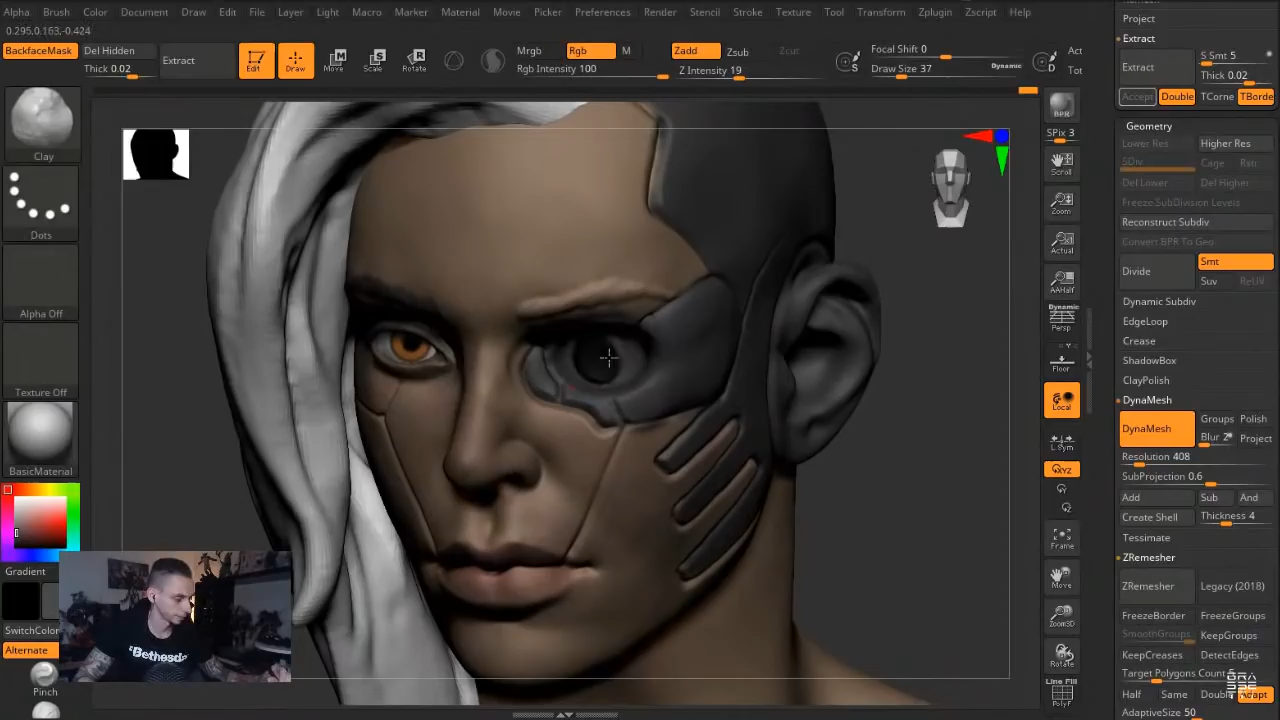 Alpha Brush Color Document Draw Edit File Layer Light Macro Marker Material Movie Picker Preferences Render Stencil Stroke Texture Tool Transform Zplugin Zscript Help
0.295,0.163,-0.424
BackfaceMask
Del Hidden
Thick 0.02
Extract
Edit
Draw
Move
Scale
Rotate
Mrgb
Rgb
M
Rgb Intensity 100
Zadd
Zsub
Zcut
Z Intensity 19
S
Focal Shift 0
Draw Size 37
Dynamic
D
Act
Tot
Clay
Dots
Alpha Off
Texture Off
BasicMaterial
Gradient
SwitchColor
Alternate
Pinch
'Bethesda
BPR
SPix 3
Scroll
Zoom
Actual
AAHalf
Dynamic
Persp
Floor
Local
L.Sym
XYZ
Y
Z
Frame
Move
Zoom3D
Rotate
Line Fill
PolyF
Project
Extract
Extract
S Smt 5
Thick 0.02
Accept
Double
TCorne
TBorde
Geometry
Lower Res
Higher Res
SDiv
Cage
Rstr
Del Lower
Del Higher
Freeze SubDivision Levels
Reconstruct Subdiv
Convert BPR To Geo
Divide
Smt
Suv
RelUV
Dynamic Subdiv
EdgeLoop
Crease
ShadowBox
ClayPolish
DynaMesh
DynaMesh
Groups
Polish
Blur 2
Project
Resolution 408
SubProjection 0.6
Add
Sub
And
Create Shell
Thickness 4
Tessimate
ZRemesher
ZRemesher
Legacy (2018)
FreezeBorder
FreezeGroups
SmoothGroups
KeepGroups
KeepCreases
DetectEdges
Target Polygons Count 5
Half
Same
Double
Adapt
AdaptiveSize 50